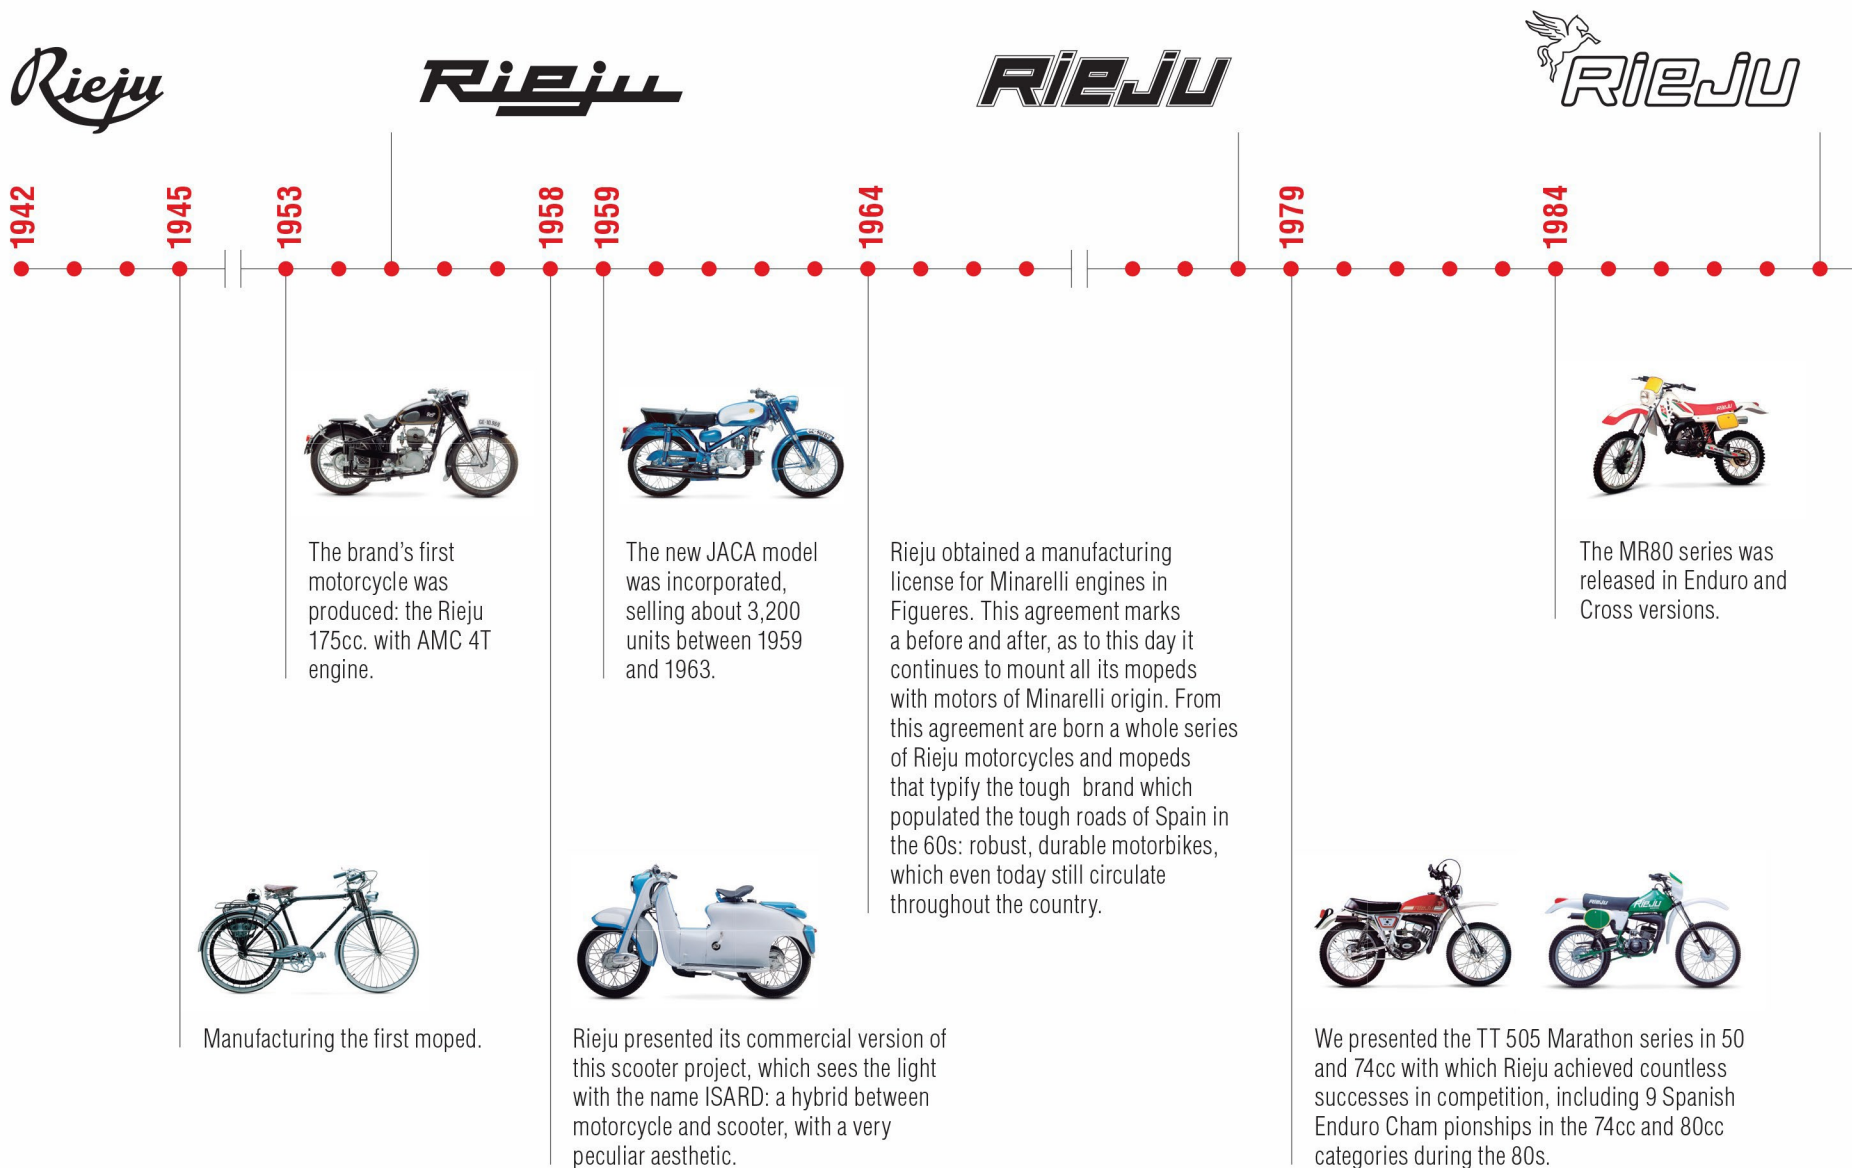 Rieju
Rieju
RIEJU
RIEJU
1942
1945
1953
1958
1959
1964
1979
1984
The brand’s first
motorcycle was
produced: the Rieju
175cc. with AMC 4T
engine.
The new JACA model
was incorporated,
selling about 3,200
units between 1959
and 1963.
Rieju obtained a manufacturing
license for Minarelli engines in
Figueres. This agreement marks
a before and after, as to this day it
continues to mount all its mopeds
with motors of Minarelli origin. From
this agreement are born a whole series
of Rieju motorcycles and mopeds
that typify the tough  brand which
populated the tough roads of Spain in
the 60s: robust, durable motorbikes,
which even today still circulate
throughout the country.
RIEJU
The MR80 series was
released in Enduro and
Cross versions.
Manufacturing the first moped.
Rieju presented its commercial version of
this scooter project, which sees the light
with the name ISARD: a hybrid between
motorcycle and scooter, with a very
peculiar aesthetic.
RIEJU
RIEJU
We presented the TT 505 Marathon series in 50
and 74cc with which Rieju achieved countless
successes in competition, including 9 Spanish
Enduro Cham pionships in the 74cc and 80cc
categories during the 80s.